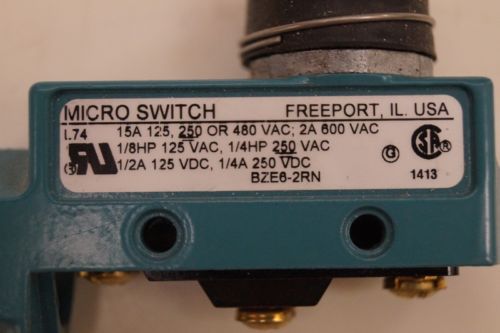 MICRO SWITCH FREEPORT, IL. USA
L74 15A 125, 250 OR 480 VAC; 2A 600 VAC
1/8HP 125 VAC, 1/4HP 250 VAC
1/2A 125 VDC, 1/4A 250 VDC
BZE6-2RN
1413